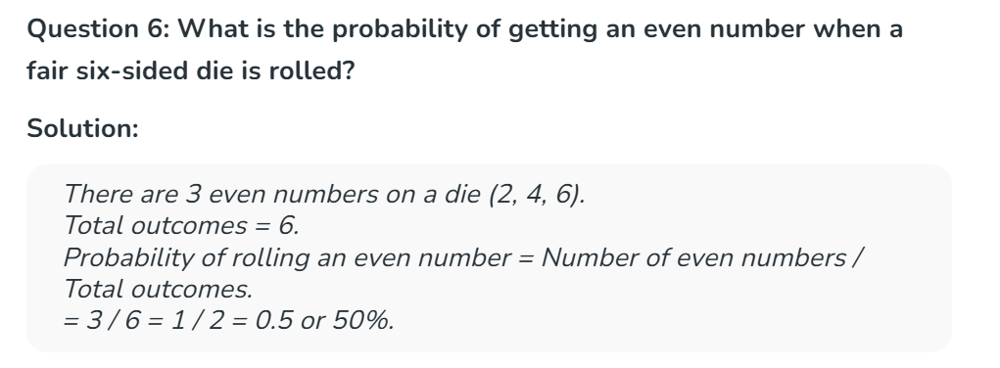 Question 6: What is the probability of getting an even number when a
fair six-sided die is rolled?
Solution:
There are 3 even numbers on a die (2, 4, 6).
Total outcomes = 6.
Probability of rolling an even number = Number of even numbers /
Total outcomes.
= 3 / 6 = 1 / 2 = 0.5 or 50%.